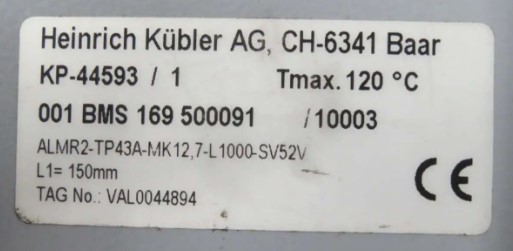 Heinrich Kübler AG, CH-6341 Baar
KP-44593 / 1 Tmax. 120 °C
001 BMS 169 500091 /10003
ALMR2-TP43A-MK12,7-L1000-SV52V
L1= 150mm
TAG No.: VAL0044894
CE